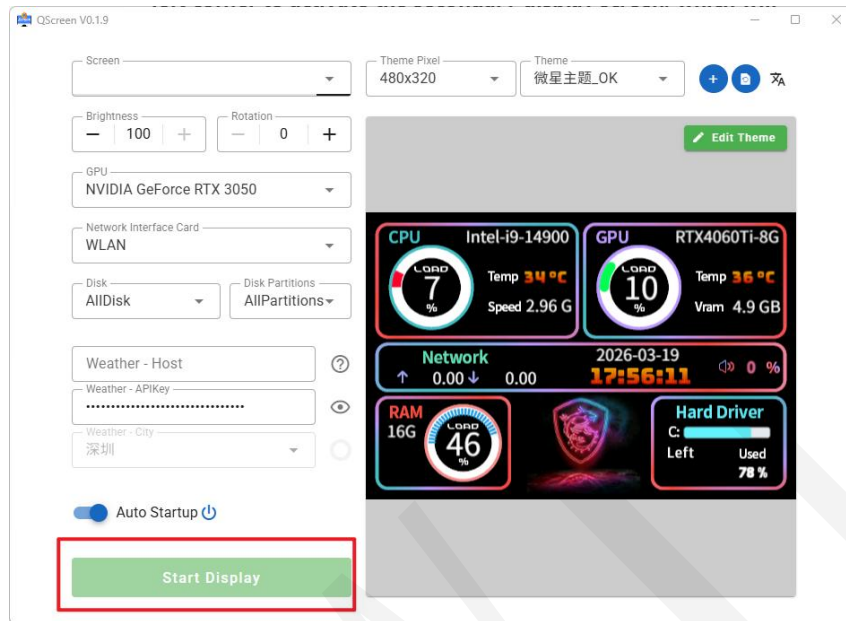 QScreen V0.1.9
Screen
Theme Pixel
480x320
Theme
微星主题_OK
Brightness
100
Rotation
0
Edit Theme
GPU
NVIDIA GeForce RTX 3050
Network Interface Card
WLAN
Disk
AllDisk
Disk Partitions
AllPartitions
Weather - Host
Weather - APIKey
Weather - City
深圳
Auto Startup
Start Display
CPU Intel-i9-14900
LOAD
7
%
Temp 34 °C
Speed 2.96 G
GPU RTX4060Ti-8G
LOAD
10
%
Temp 36 °C
Vram 4.9 GB
Network
↑ 0.00 ↓ 0.00
2026-03-19
17:56:11
0 %
RAM
16G
LOAD
46
%
Hard Driver
C:
Left Used
78 %